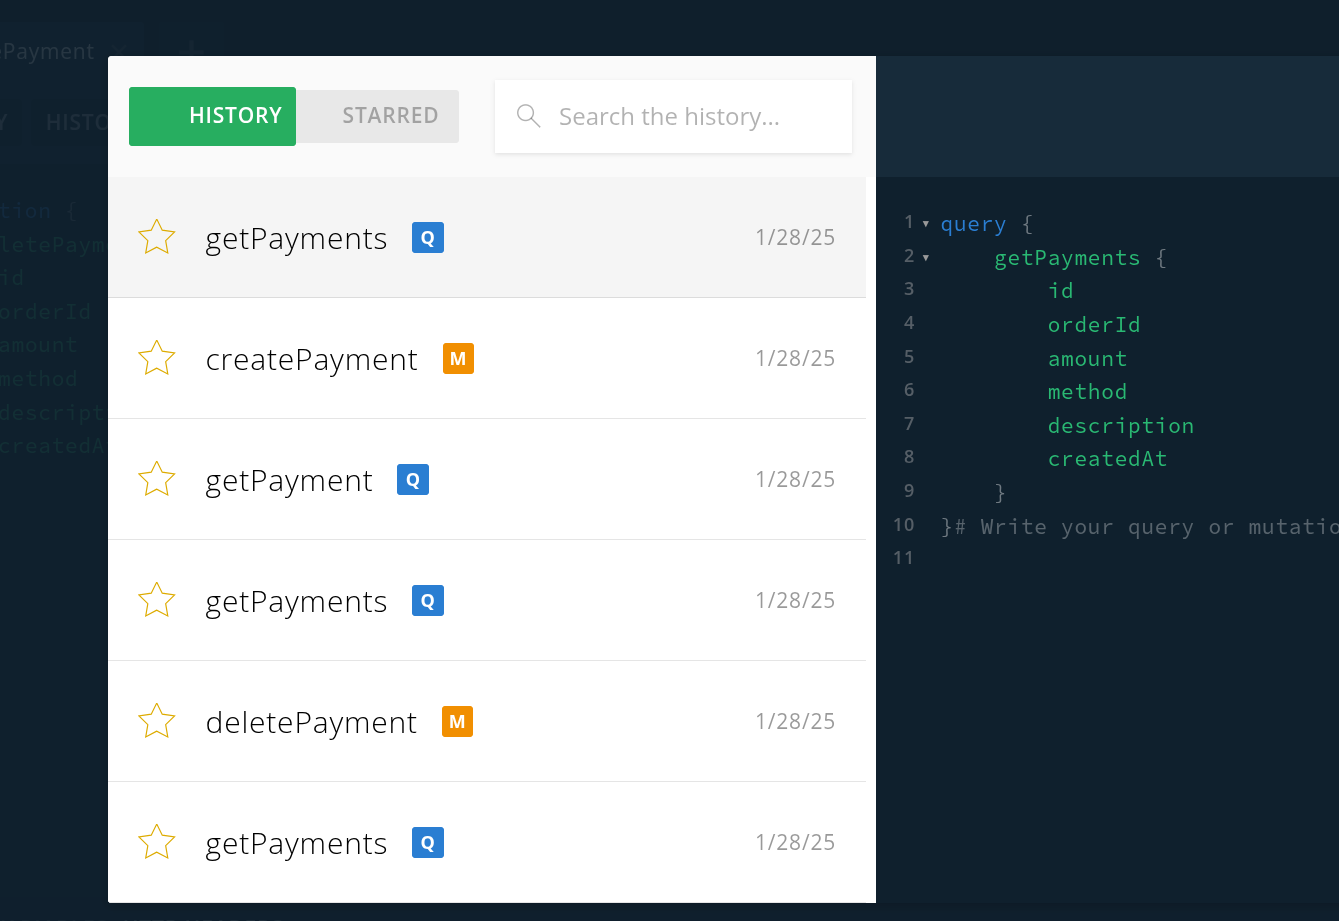 ePayment × +
HISTORY STARRED Search the history...
Y HISTO
getPayments Q 1/28/25
createPayment M 1/28/25
getPayment Q 1/28/25
getPayments Q 1/28/25
deletePayment M 1/28/25
getPayments Q 1/28/25
tion {
letePaym
id
orderId
amount
method
descript
createdA
1 ▾ query {
2 ▾ getPayments {
3 id
4 orderId
5 amount
6 method
7 description
8 createdAt
9 }
10 }# Write your query or mutatio
11